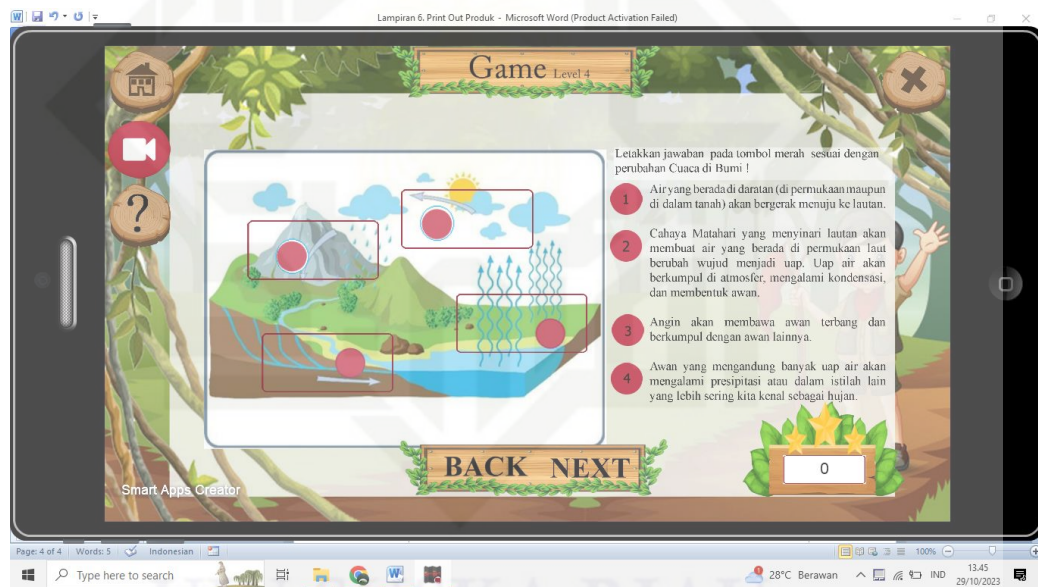 Lampiran 6. Print Out Produk - Microsoft Word (Product Activation Failed)
Game Level 4
Letakkan jawaban pada tombol merah sesuai dengan
perubahan Cuaca di Bumi !
1 Air yang berada di daratan (di permukaan maupun
di dalam tanah) akan bergerak menuju ke lautan.
2 Cahaya Matahari yang menyinari lautan akan
membuat air yang berada di permukaan laut
berubah wujud menjadi uap. Uap air akan
berkumpul di atmosfer, mengalami kondensasi,
dan membentuk awan.
3 Angin akan membawa awan terbang dan
berkumpul dengan awan lainnya.
4 Awan yang mengandung banyak uap air akan
mengalami presipitasi atau dalam istilah lain
yang lebih sering kita kenal sebagai hujan.
?
BACK NEXT
0
Smart Apps Creator
Page: 4 of 4 Words: 5 Indonesian 100%
Type here to search
28°C Berawan IND 13.45
29/10/2023